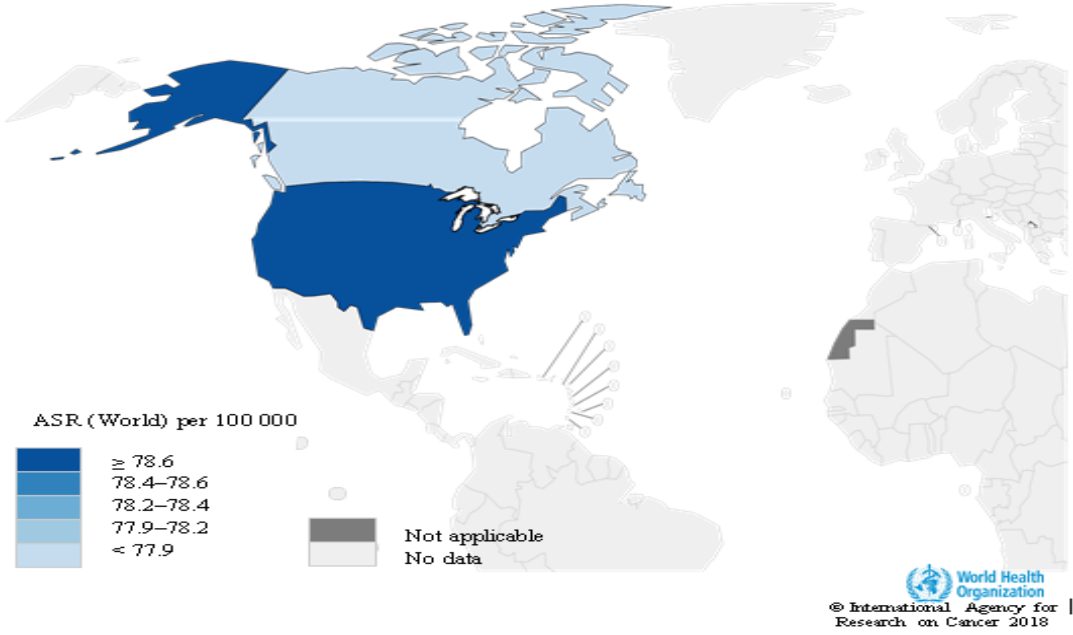 ASR (World) per 100 000
≥ 78.6
78.4–78.6
78.2–78.4
77.9–78.2
< 77.9
Not applicable
No data
World Health
Organization
© International Agency for
Research on Cancer 2018